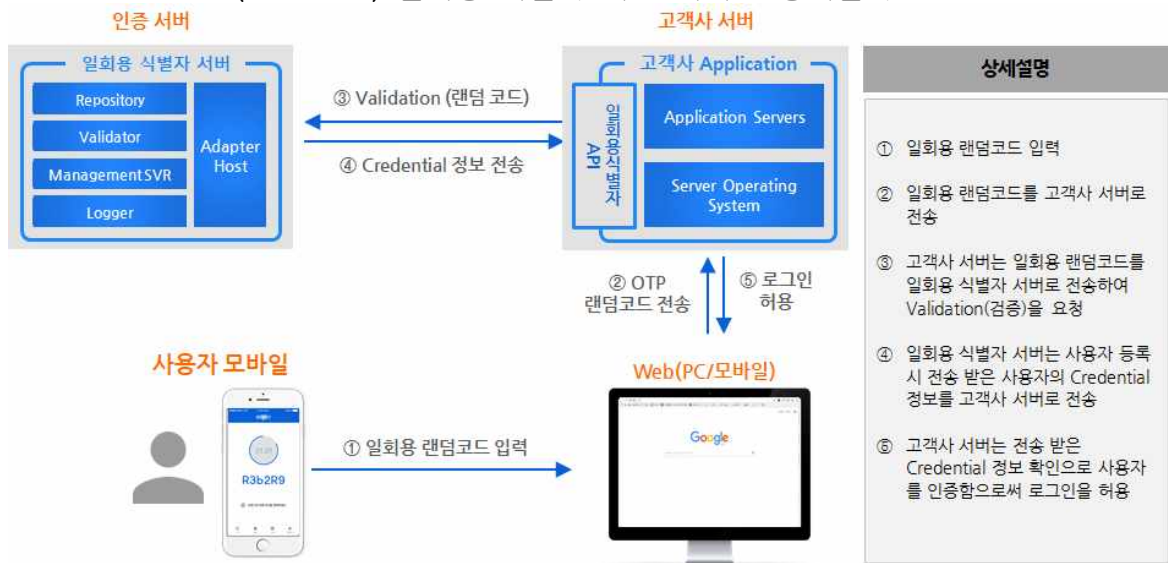 인증 서버
고객사 서버
일회용 식별자 서버
Repository
Validator
Management SVR
Logger
Adapter
Host
③ Validation (랜덤 코드)
④ Credential 정보 전송
고객사 Application
일회용식별자
API
Application Servers
Server Operating
System
② OTP
랜덤코드 전송
⑤ 로그인
허용
사용자 모바일
R3b2R9
① 일회용 랜덤코드 입력
Web(PC/모바일)
Google
상세설명
① 일회용 랜덤코드 입력
② 일회용 랜덤코드를 고객사 서버로
전송
③ 고객사 서버는 일회용 랜덤코드를
일회용 식별자 서버로 전송하여
Validation(검증)을 요청
④ 일회용 식별자 서버는 사용자 등록
시 전송 받은 사용자의 Credential
정보를 고객사 서버로 전송
⑤ 고객사 서버는 전송 받은
Credential 정보 확인으로 사용자
를 인증함으로써 로그인을 허용